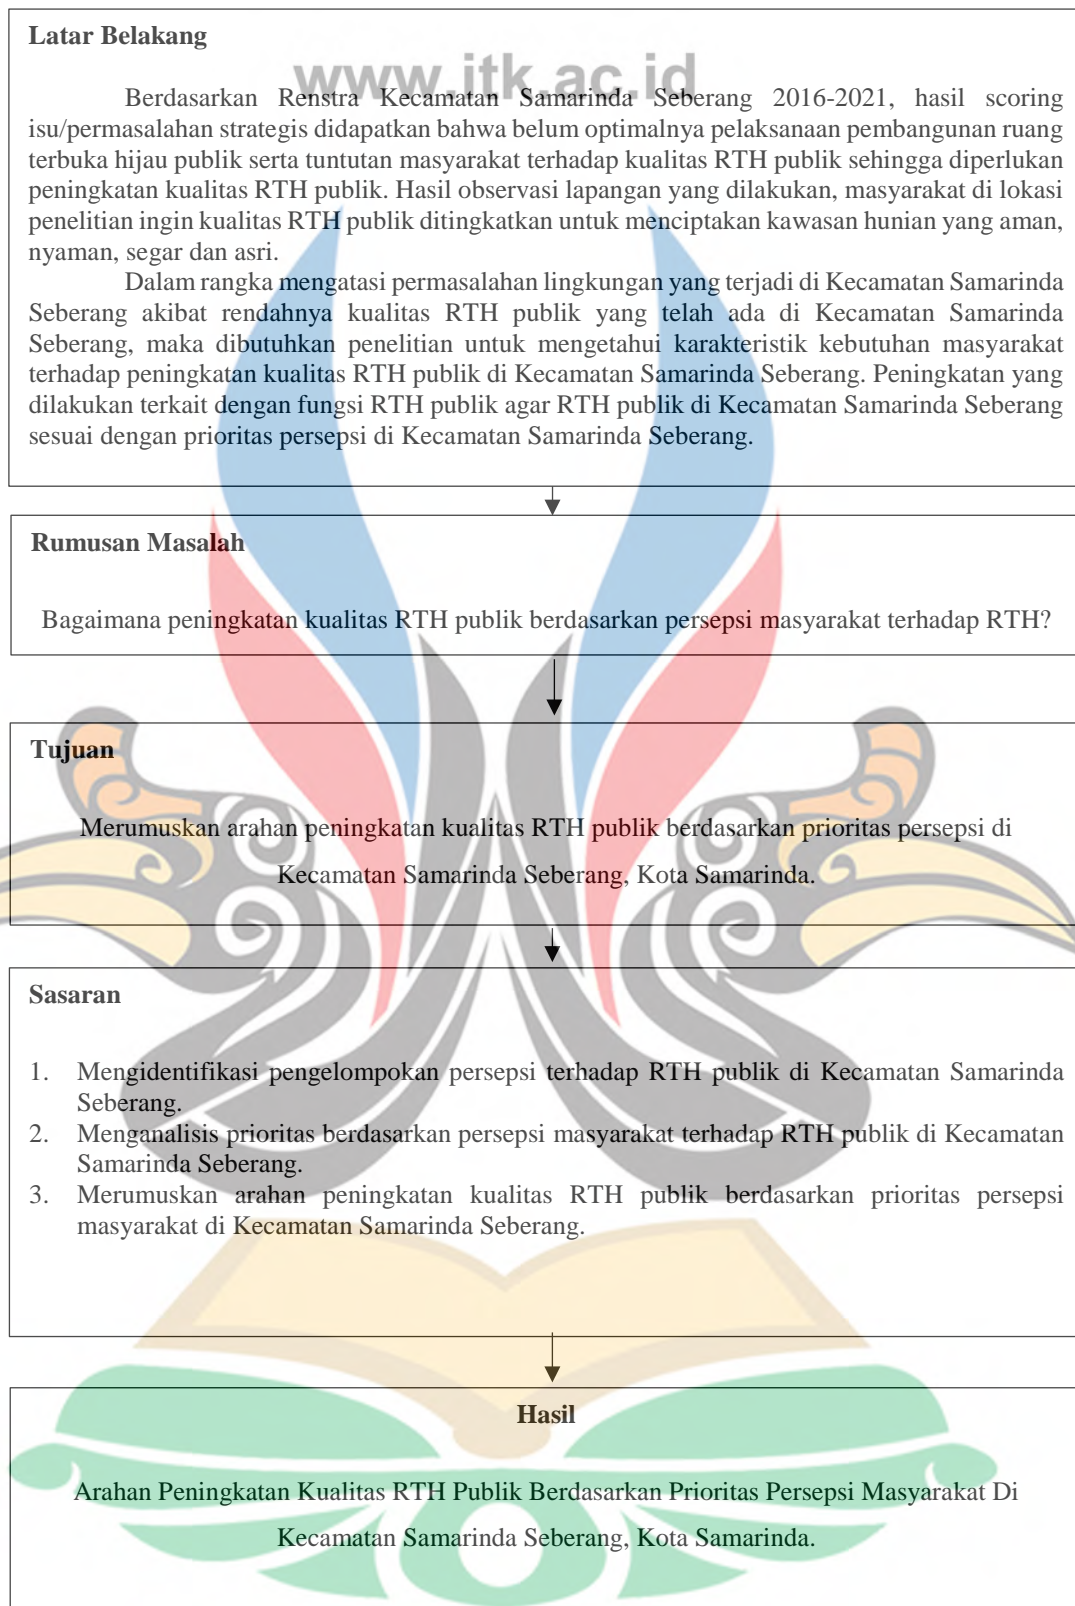 Latar Belakang
www.itk.ac.id
Berdasarkan Renstra Kecamatan Samarinda Seberang 2016-2021, hasil scoring
isu/permasalahan strategis didapatkan bahwa belum optimalnya pelaksanaan pembangunan ruang
terbuka hijau publik serta tuntutan masyarakat terhadap kualitas RTH publik sehingga diperlukan
peningkatan kualitas RTH publik. Hasil observasi lapangan yang dilakukan, masyarakat di lokasi
penelitian ingin kualitas RTH publik ditingkatkan untuk menciptakan kawasan hunian yang aman,
nyaman, segar dan asri.
Dalam rangka mengatasi permasalahan lingkungan yang terjadi di Kecamatan Samarinda
Seberang akibat rendahnya kualitas RTH publik yang telah ada di Kecamatan Samarinda
Seberang, maka dibutuhkan penelitian untuk mengetahui karakteristik kebutuhan masyarakat
terhadap peningkatan kualitas RTH publik di Kecamatan Samarinda Seberang. Peningkatan yang
dilakukan terkait dengan fungsi RTH publik agar RTH publik di Kecamatan Samarinda Seberang
sesuai dengan prioritas persepsi di Kecamatan Samarinda Seberang.
Rumusan Masalah
Bagaimana peningkatan kualitas RTH publik berdasarkan persepsi masyarakat terhadap RTH?
Tujuan
Merumuskan arahan peningkatan kualitas RTH publik berdasarkan prioritas persepsi di
Kecamatan Samarinda Seberang, Kota Samarinda.
Sasaran
1. Mengidentifikasi pengelompokan persepsi terhadap RTH publik di Kecamatan Samarinda
Seberang.
2. Menganalisis prioritas berdasarkan persepsi masyarakat terhadap RTH publik di Kecamatan
Samarinda Seberang.
3. Merumuskan arahan peningkatan kualitas RTH publik berdasarkan prioritas persepsi
masyarakat di Kecamatan Samarinda Seberang.
Hasil
Arahan Peningkatan Kualitas RTH Publik Berdasarkan Prioritas Persepsi Masyarakat Di
Kecamatan Samarinda Seberang, Kota Samarinda.